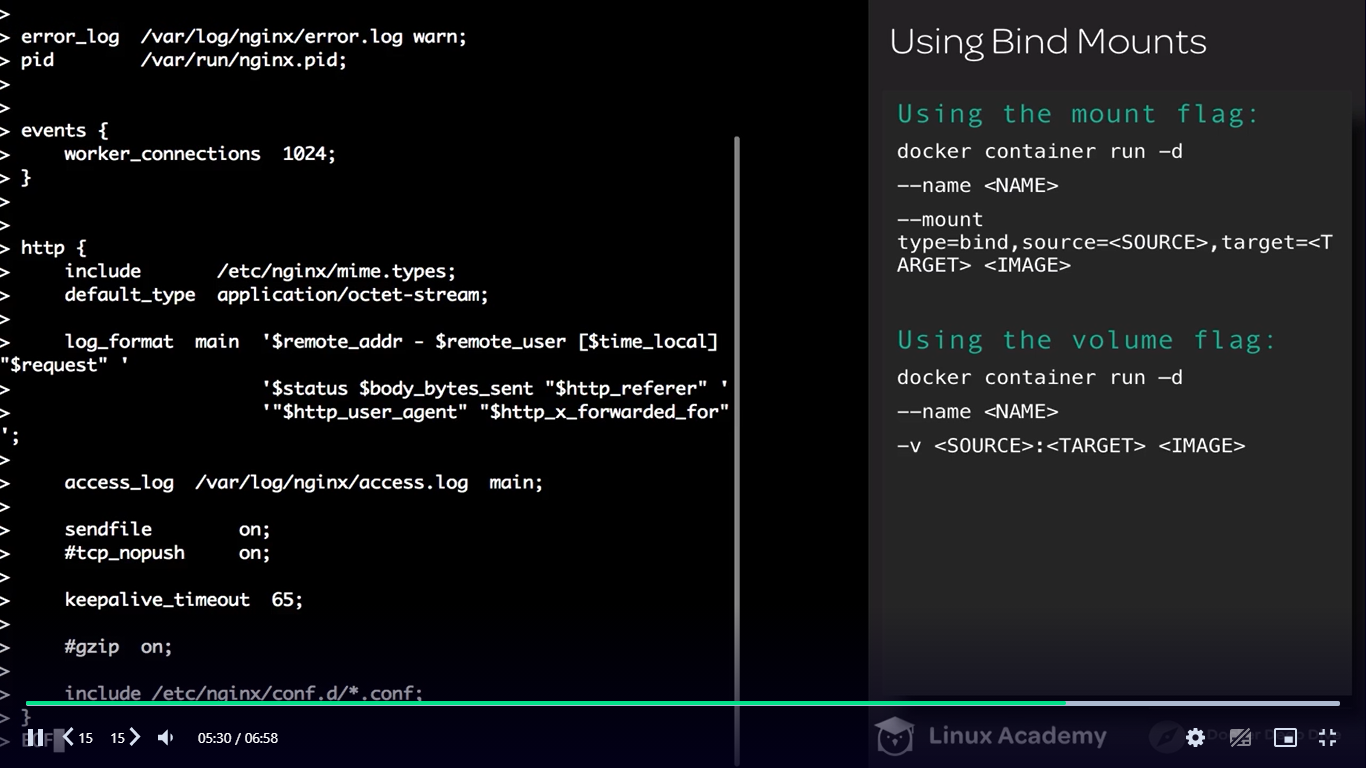 >
> error_log  /var/log/nginx/error.log warn;
> pid        /var/run/nginx.pid;
>
>
> events {
>     worker_connections  1024;
> }
>
>
> http {
>     include       /etc/nginx/mime.types;
>     default_type  application/octet-stream;
>
>     log_format  main  '$remote_addr - $remote_user [$time_local]
"$request" '
>                       '$status $body_bytes_sent "$http_referer" '
>                       '"$http_user_agent" "$http_x_forwarded_for"
';
>
>     access_log  /var/log/nginx/access.log  main;
>
>     sendfile        on;
>     #tcp_nopush     on;
>
>     keepalive_timeout  65;
>
>     #gzip  on;
>
>     include /etc/nginx/conf.d/*.conf;
> }
>
15 15 05:30 / 06:58
Using Bind Mounts
Using the mount flag:
docker container run -d
--name <NAME>
--mount
type=bind,source=<SOURCE>,target=<T
ARGET> <IMAGE>
Using the volume flag:
docker container run -d
--name <NAME>
-v <SOURCE>:<TARGET> <IMAGE>
Linux Academy